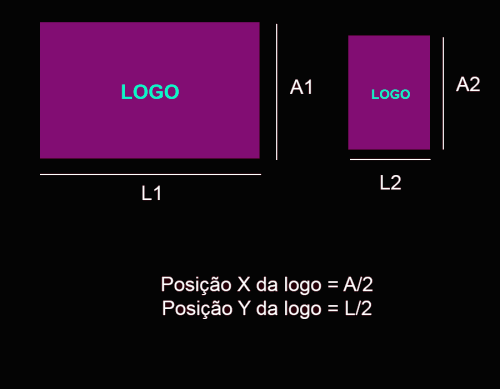 LOGO
A1
L1
LOGO
A2
L2
Posição X da logo = A/2
Posição Y da logo = L/2